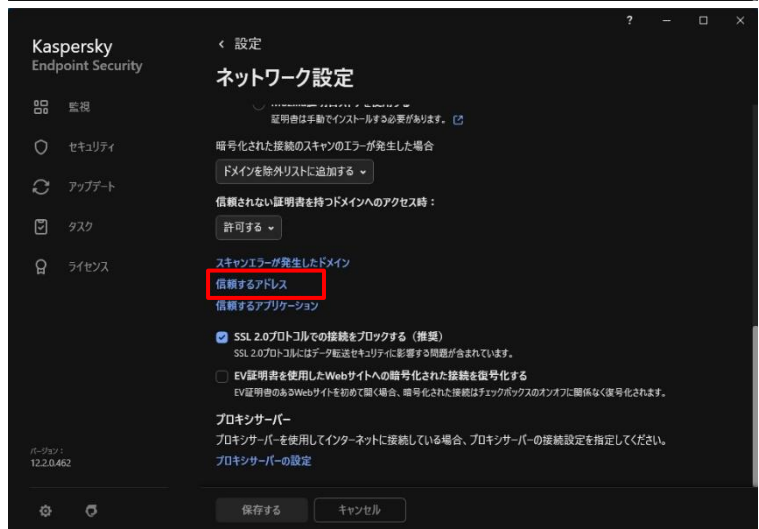 ? － □ ×
Kaspersky
Endpoint Security
監視
セキュリティ
アップデート
タスク
ライセンス
バージョン：
12.2.0.462
< 設定
ネットワーク設定
証明書は手動でインストールする必要があります。
暗号化された接続のスキャンのエラーが発生した場合
ドメインを除外リストに追加する
信頼されない証明書を持つドメインへのアクセス時：
許可する
スキャンエラーが発生したドメイン
信頼するアドレス
信頼するアプリケーション
SSL 2.0プロトコルでの接続をブロックする（推奨）
SSL 2.0プロトコルにはデータ転送セキュリティに影響する問題が含まれています。
EV証明書を使用したWebサイトへの暗号化された接続を復号化する
EV証明書のあるWebサイトを初めて開く場合、暗号化された接続はチェックボックスのオンオフに関係なく復号化されます。
プロキシサーバー
プロキシサーバーを使用してインターネットに接続している場合、プロキシサーバーの接続設定を指定してください。
プロキシサーバーの設定
保存する
キャンセル